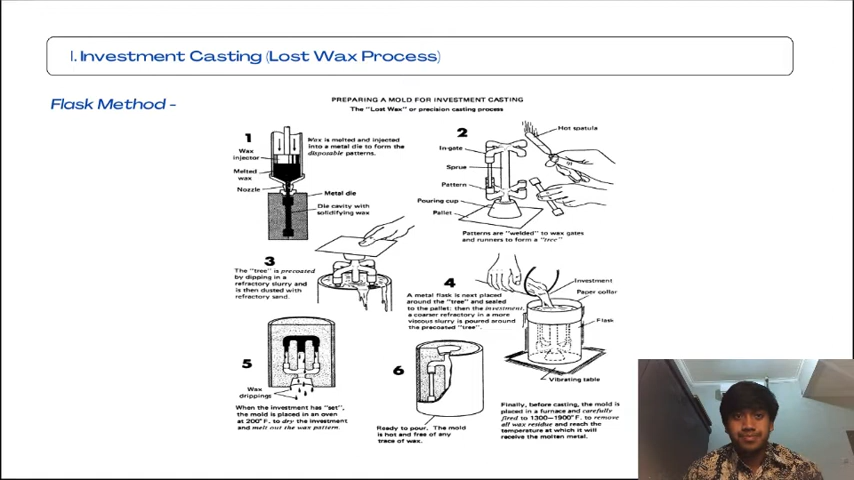 1. Investment Casting (Lost Wax Process)
Flask Method -
PREPARING A MOLD FOR INVESTMENT CASTING
The "Lost Wax" or precision casting process
1
Wax is melted and injected
into a metal die to form the
disposable patterns.
Wax
injector
Melted
wax
Nozzle
Metal die
Die cavity with
solidifying wax
2
Hot spatula
In-gate
Sprue
Pattern
Pouring cup
Pallet
Patterns are "welded" to wax gates
and runners to form a "tree"
3
The "tree" is precoated
by dipping in a
refractory slurry and
is then dusted with
refractory sand.
4
A metal flask is next placed
around the "tree" and sealed
to the pallet; then the investment,
a coarser refractory in a more
viscous slurry is poured around
the precoated "tree".
Investment
Paper collar
Flask
Vibrating table
5
Wax
drippings
When the investment has "set",
the mold is placed in an oven
at 200°F. to dry the investment
and melt out the wax pattern.
6
Ready to pour. The mold
is hot and free of any
trace of wax.
Finally, before casting, the mold is
placed in a furnace and carefully
fired to 1300-1900°F. to remove
all wax residue and reach the
temperature at which it will
receive the molten metal.